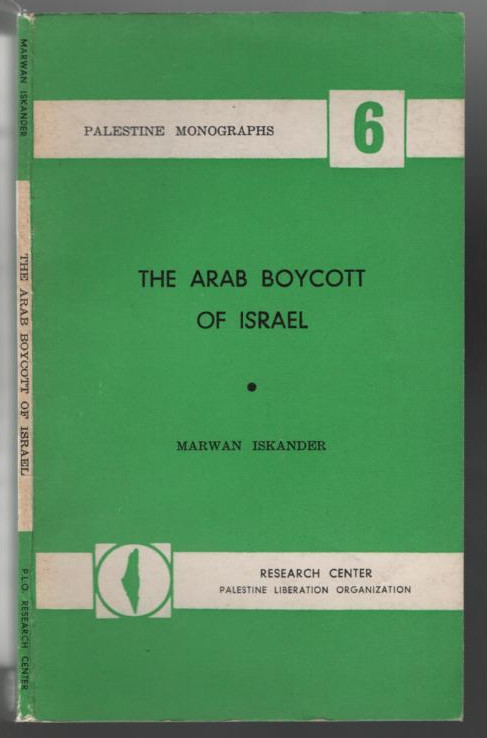 MARWAN ISKANDER
THE ARAB BOYCOTT OF ISRAEL
P.L.O. RESEARCH CENTER
PALESTINE MONOGRAPHS
6
THE ARAB BOYCOTT
OF ISRAEL
MARWAN ISKANDER
RESEARCH CENTER
PALESTINE LIBERATION ORGANIZATION